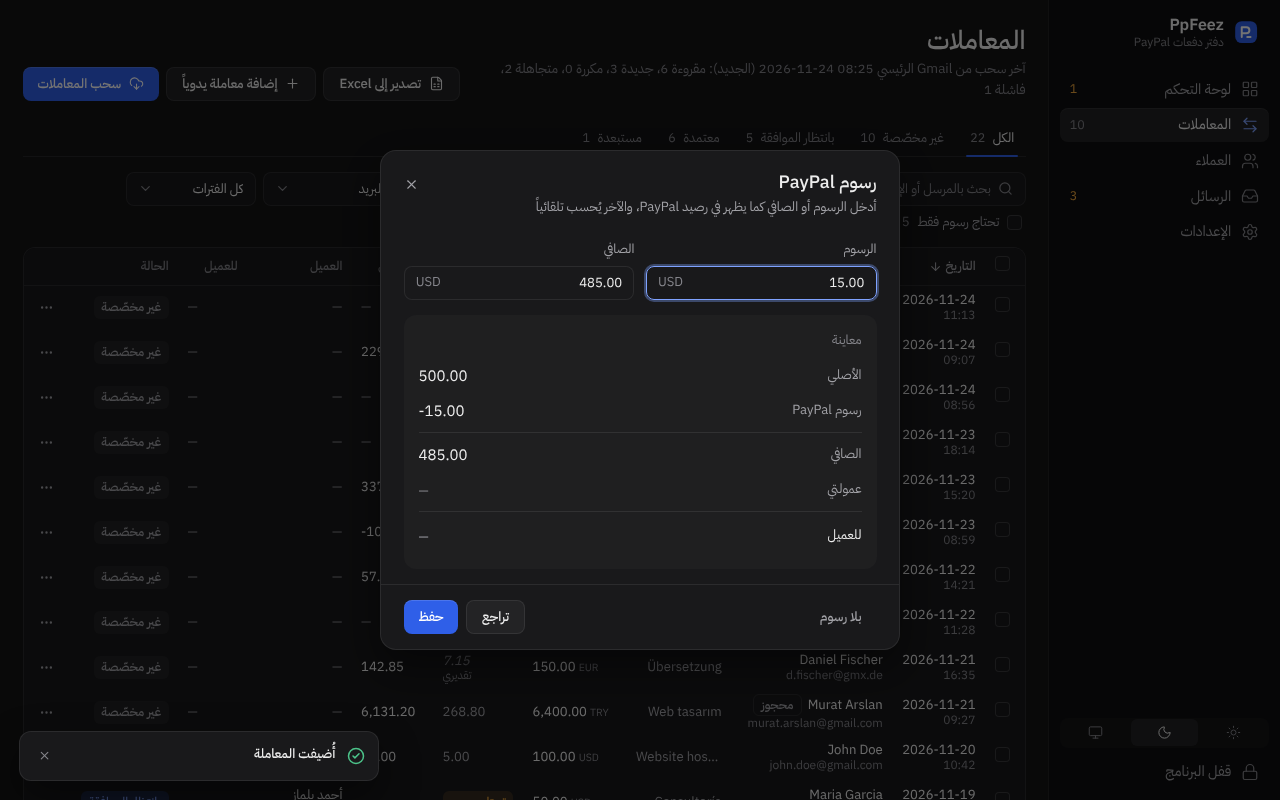 PpFeez
دفتر دفعات PayPal
لوحة التحكم 1
المعاملات 10
العملاء
الرسائل 3
الإعدادات
قفل البرنامج
المعاملات
آخر سحب من Gmail الرئيسي 08:25 2026-11-24 (الجديد): مقروءة 6، جديدة 3، مكررة 0، متجاهلة 2،
فاشلة 1
تصدير إلى Excel
إضافة معاملة يدوياً
سحب المعاملات
الكل 22
غير مخصّصة 10
بانتظار الموافقة 5
معتمدة 6
مستبعدة 1
بحث بالمرسل أو
كل الفترات
تحتاج رسوم فقط 5
التاريخ
العميل
للعميل
الحالة
2026-11-24
11:13
— — غير مخصّصة
2026-11-24
09:07
— — غير مخصّصة
2026-11-24
08:56
— — — غير مخصّصة
2026-11-23
18:14
— — — غير مخصّصة
2026-11-23
15:20
— — غير مخصّصة
2026-11-23
08:59
— — غير مخصّصة
2026-11-22
14:21
57. — — غير مخصّصة
2026-11-22
11:28
— — — غير مخصّصة
2026-11-21
16:35
Daniel Fischer
d.fischer@gmx.de
Übersetzung
150.00 EUR
7.15
تقديري
142.85
— — غير مخصّصة
2026-11-21
09:27
Murat Arslan محجوز
murat.arslan@gmail.com
Web tasarım
6,400.00 TRY
268.80
6,131.20
— — غير مخصّصة
2026-11-20
10:42
John Doe
john.doe@gmail.com
Website hos...
100.00 USD
5.00
2026-11-19
Maria Garcia
رسوم PayPal
أدخل الرسوم أو الصافي كما يظهر في رصيد PayPal، والآخر يُحسب تلقائياً
الرسوم
15.00 USD
الصافي
485.00 USD
معاينة
الأصلي 500.00
رسوم PayPal -15.00
الصافي 485.00
عمولتي —
للعميل —
بلا رسوم
تراجع
حفظ
أُضيفت المعاملة